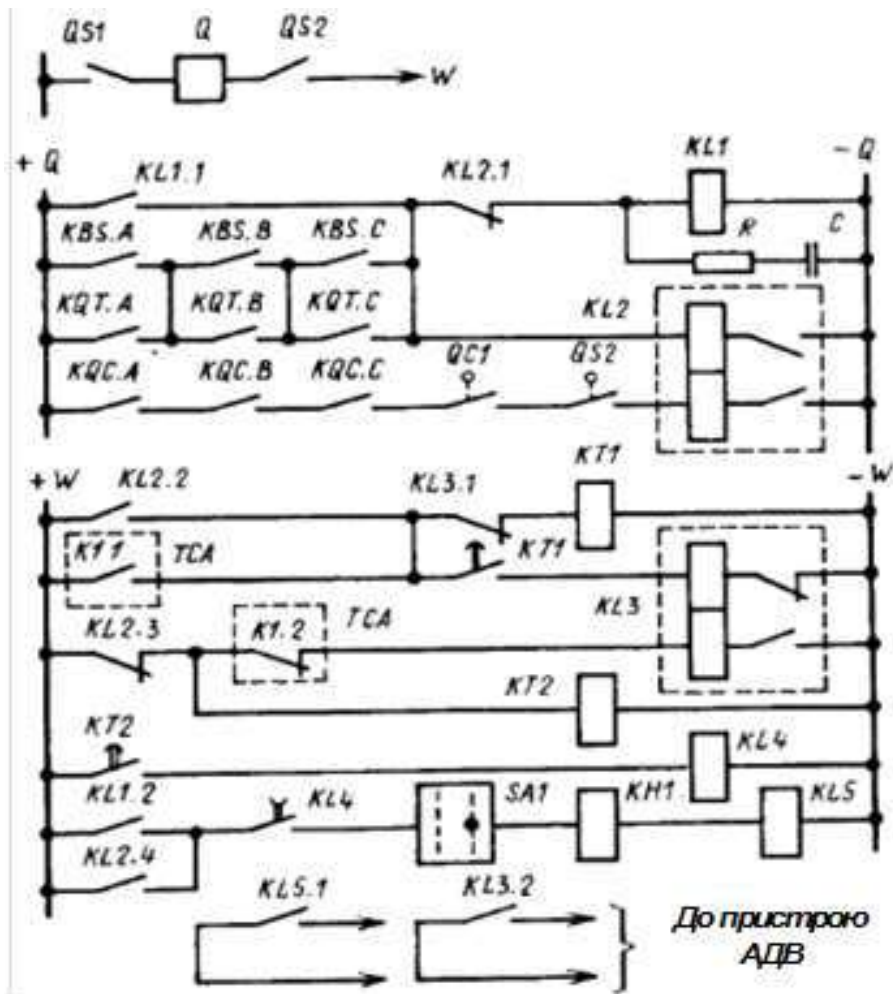 QS1 Q QS2
W
+ Q KL1.1 KL2.1 KL1 - Q
KBS.A KBS.B KBS.C R C
KQT.A KQT.B KQT.C KL2
KQC.A KQC.B KQC.C QC1 QS2
+ W KL2.2 KL3.1 KT1 - W
K1 1 TCA KT1
KL3
KL2.3 K1.2 TCA
KT2
KT2 KL4
KL1.2 KL4 SA1 KH1 KL5
KL2.4
KL5.1 KL3.2
До пристрою
АДВ